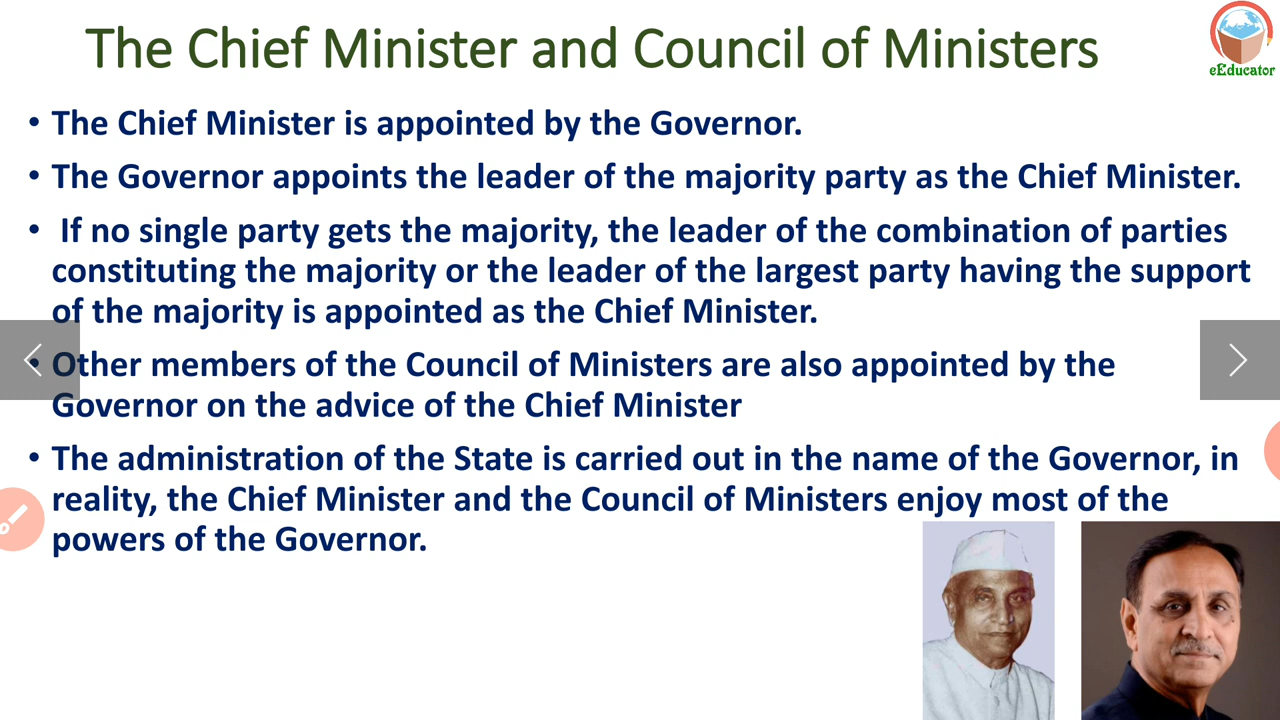 The Chief Minister and Council of Ministers
eEducator
• The Chief Minister is appointed by the Governor.
• The Governor appoints the leader of the majority party as the Chief Minister.
• If no single party gets the majority, the leader of the combination of parties
constituting the majority or the leader of the largest party having the support
of the majority is appointed as the Chief Minister.
• Other members of the Council of Ministers are also appointed by the
Governor on the advice of the Chief Minister
• The administration of the State is carried out in the name of the Governor, in
reality, the Chief Minister and the Council of Ministers enjoy most of the
powers of the Governor.